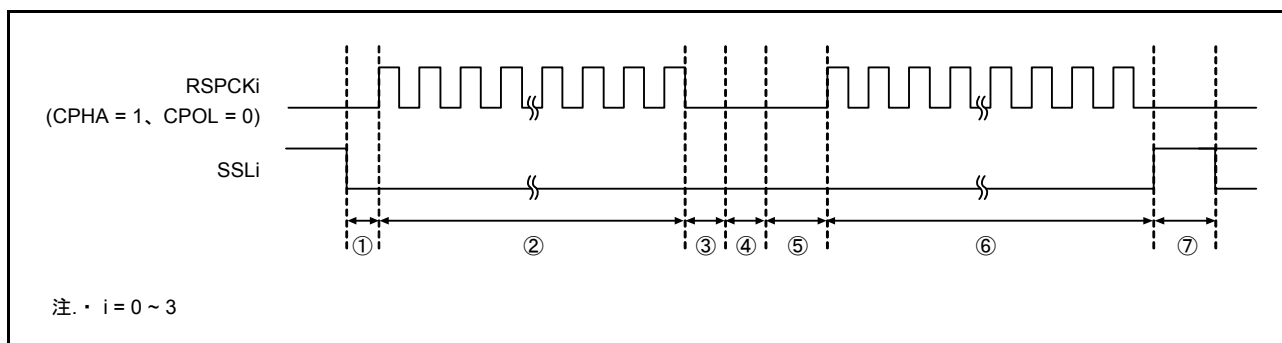 RSPCKi
(CPHA = 1、CPOL = 0)
SSLi
① ② ③ ④ ⑤ ⑥ ⑦
注.・ i = 0 ~ 3